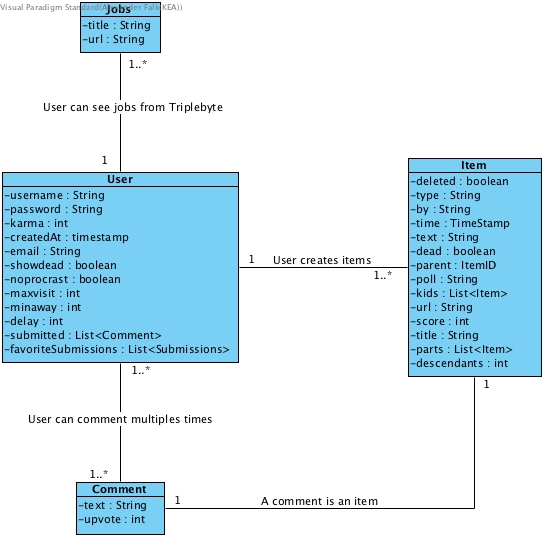 Visual Paradigm Standard(Alexander Falk(KEA))
Jobs
-title : String
-url : String
1..*
User can see jobs from Triplebyte
1
User
-username : String
-password : String
-karma : int
-createdAt : timestamp
-email : String
-showdead : boolean
-noprocrast : boolean
-maxvisit : int
-minaway : int
-delay : int
-submitted : List<Comment>
-favoriteSubmissions : List<Submissions>
1
User creates items
1..*
Item
-deleted : boolean
-type : String
-by : String
-time : TimeStamp
-text : String
-dead : boolean
-parent : ItemID
-poll : String
-kids : List<Item>
-url : String
-score : int
-title : String
-parts : List<Item>
-descendants : int
1..*
1
User can comment multiples times
1..*
Comment
-text : String
-upvote : int
1
A comment is an item